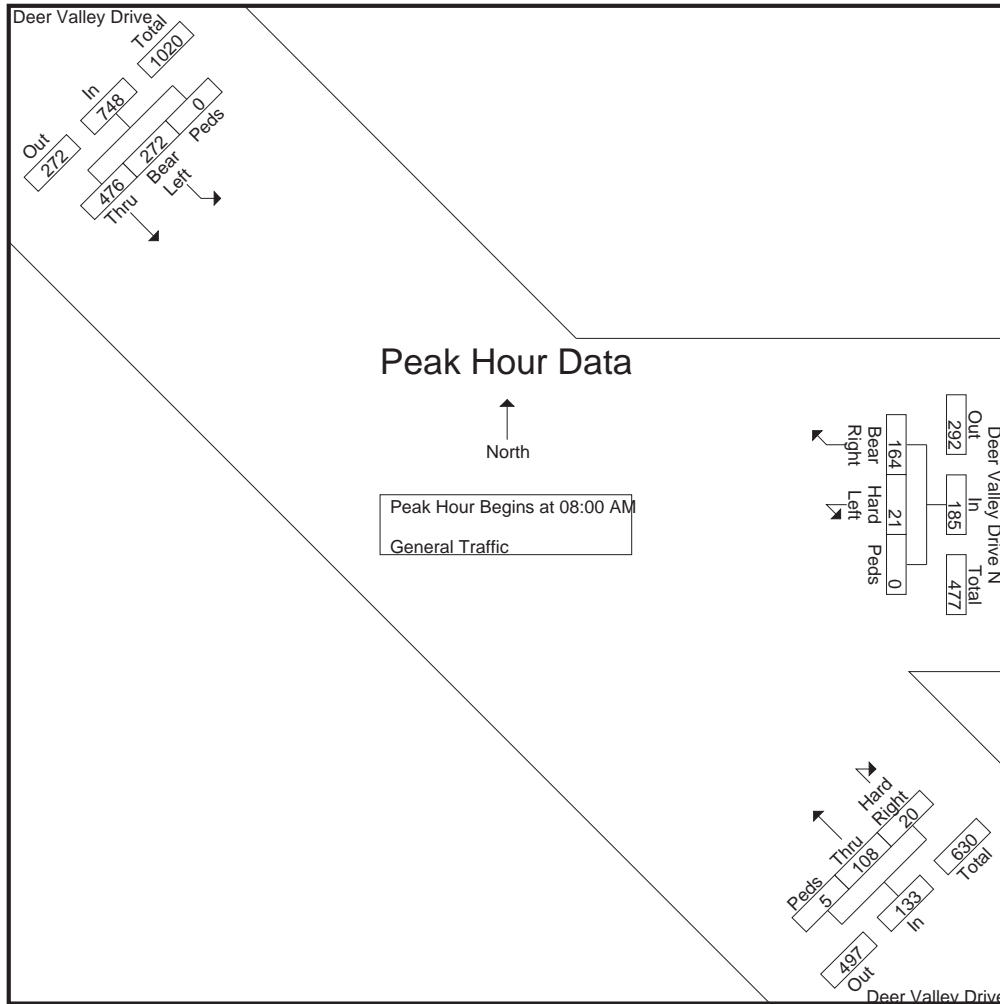 Deer Valley Drive
Out
In
Total
272
748
1020
476
272
0
Thru
Bear
Left
Peds
Peak Hour Data
North
Peak Hour Begins at 08:00 AM
General Traffic
Deer Valley Drive N
Out
In
Total
292
185
477
164
21
0
Bear
Right
Hard
Left
Peds
Hard
Right
Thru
Peds
20
108
5
630
133
497
Total
In
Out
Deer Valley Drive